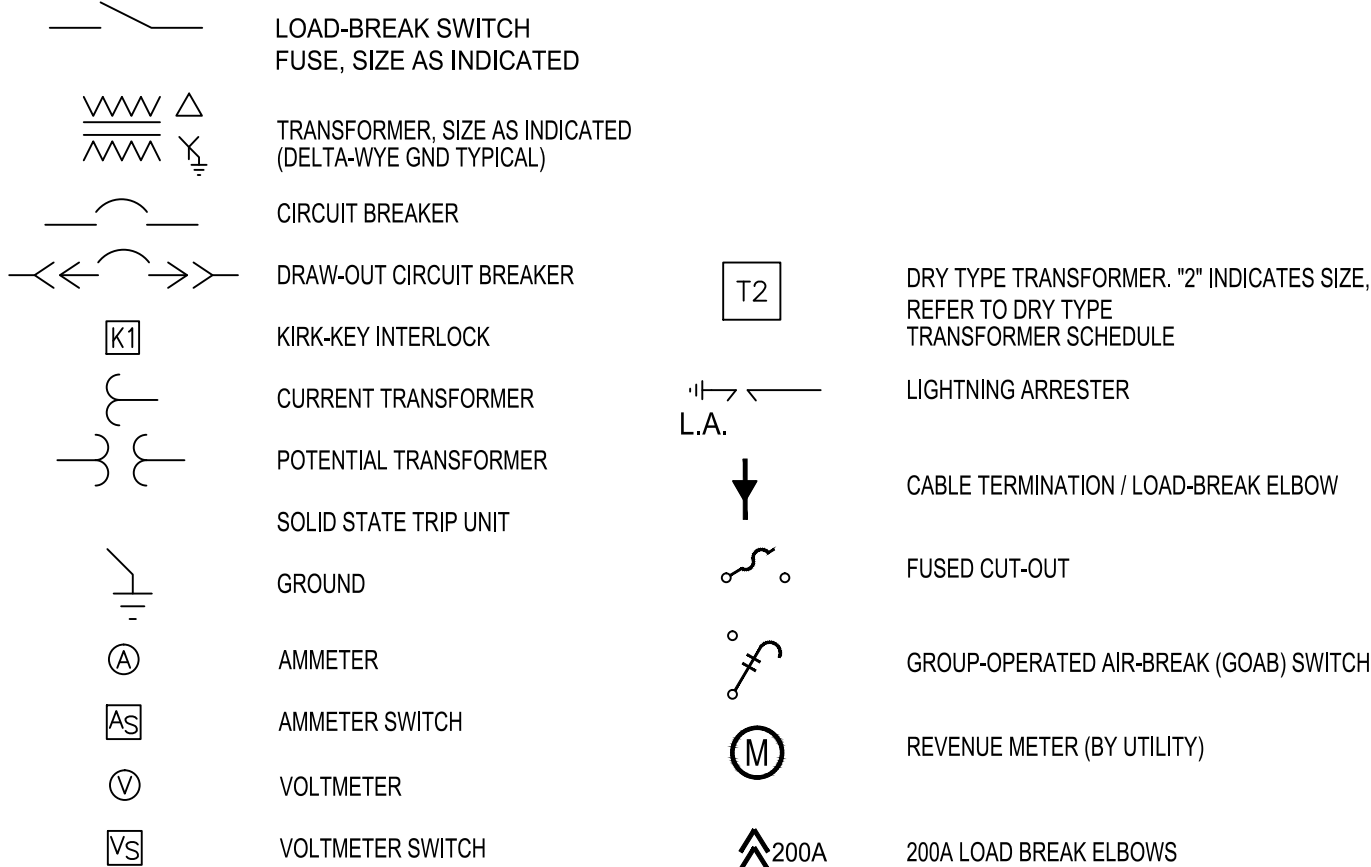 LOAD-BREAK SWITCH
FUSE, SIZE AS INDICATED
TRANSFORMER, SIZE AS INDICATED
(DELTA-WYE GND TYPICAL)
CIRCUIT BREAKER
DRAW-OUT CIRCUIT BREAKER
K1 KIRK-KEY INTERLOCK
CURRENT TRANSFORMER
POTENTIAL TRANSFORMER
SOLID STATE TRIP UNIT
GROUND
A AMMETER
AS AMMETER SWITCH
V VOLTMETER
VS VOLTMETER SWITCH
T2 DRY TYPE TRANSFORMER. "2" INDICATES SIZE,
REFER TO DRY TYPE
TRANSFORMER SCHEDULE
LIGHTNING ARRESTER
L.A.
CABLE TERMINATION / LOAD-BREAK ELBOW
FUSED CUT-OUT
GROUP-OPERATED AIR-BREAK (GOAB) SWITCH
M REVENUE METER (BY UTILITY)
200A 200A LOAD BREAK ELBOWS